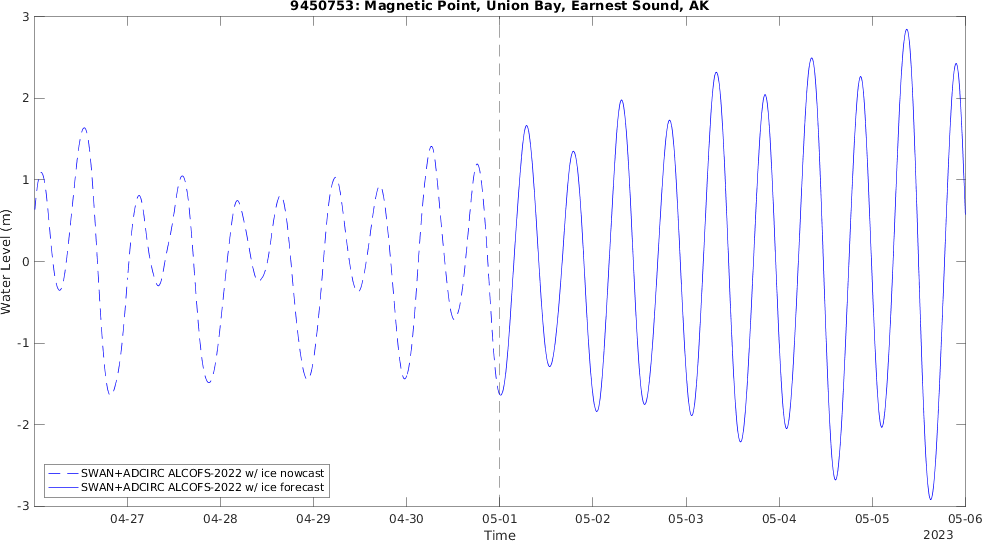 9450753: Magnetic Point, Union Bay, Earnest Sound, AK
3
2
1
0
-1
-2
-3
Water Level (m)
SWAN+ADCIRC ALCOFS-2022 w/ ice nowcast
SWAN+ADCIRC ALCOFS-2022 w/ ice forecast
04-27 04-28 04-29 04-30 05-01 05-02 05-03 05-04 05-05 05-06
Time
2023